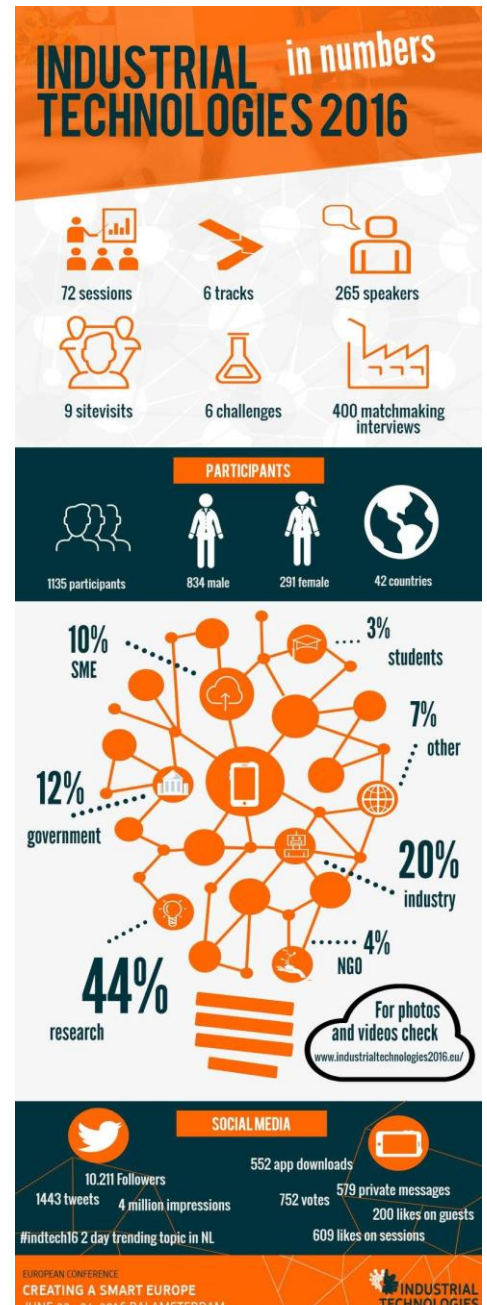 INDUSTRIAL in numbers
TECHNOLOGIES 2016
72 sessions
6 tracks
265 speakers
9 sitevisits
6 challenges
400 matchmaking
interviews
PARTICIPANTS
1135 participants
834 male
291 female
42 countries
10%
SME
3%
students
7%
other
12%
government
20%
industry
44%
research
4%
NGO
For photos
and videos check
www.industrialtechnologies2016.eu/
SOCIAL MEDIA
10.211 Followers
1443 tweets
4 million impressions
#indtech16 2 day trending topic in NL
552 app downloads
579 private messages
752 votes
200 likes on guests
609 likes on sessions
EUROPEAN CONFERENCE
CREATING A SMART EUROPE
INDUSTRIAL
TECHNOLOGIES